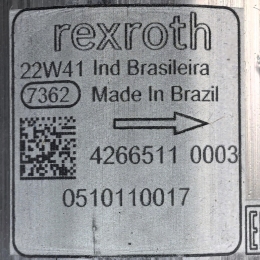 rexroth
22W41 Ind Brasileira
7362 Made In Brazil
4266511 0003
0510110017